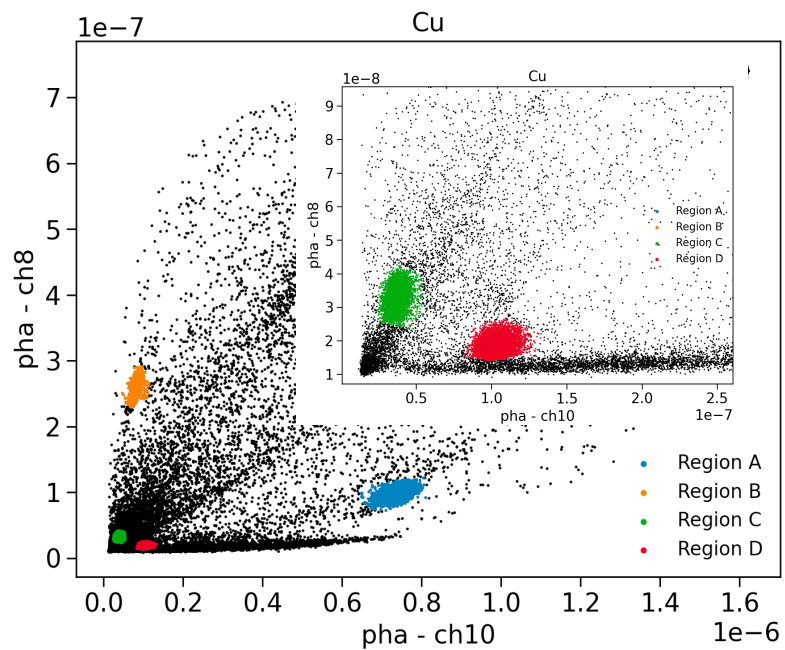 Cu
1e−7
pha - ch8
7
6
5
4
3
2
1
0
0.0 0.2 0.4 0.6 0.8 1.0 1.2 1.4 1.6
1e−6
pha - ch10
Region A
Region B
Region C
Region D
Cu
1e−8
pha - ch8
9
8
7
6
5
4
3
2
1
0.5 1.0 1.5 2.0 2.5
1e−7
pha - ch10
Region A
Region B
Region C
Region D